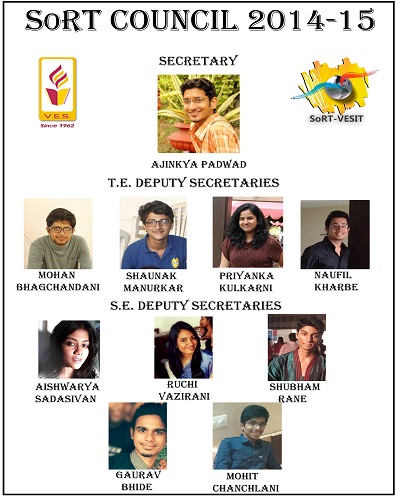 SoRT COUNCIL 2014-15
SECRETARY
V.E.S.
Since 1962
SoRT-VESIT
AJINKYA PADWAD
T.E. DEPUTY SECRETARIES
MOHAN
BHAGCHANDANI
SHAUNAK
MANURKAR
PRIYANKA
KULKARNI
NAUFIL
KHARBE
S.E. DEPUTY SECRETARIES
AISHWARYA
SADASIVAN
RUCHI
VAZIRANI
SHUBHAM
RANE
GAURAV
BHIDE
MOHIT
CHANCHLANI